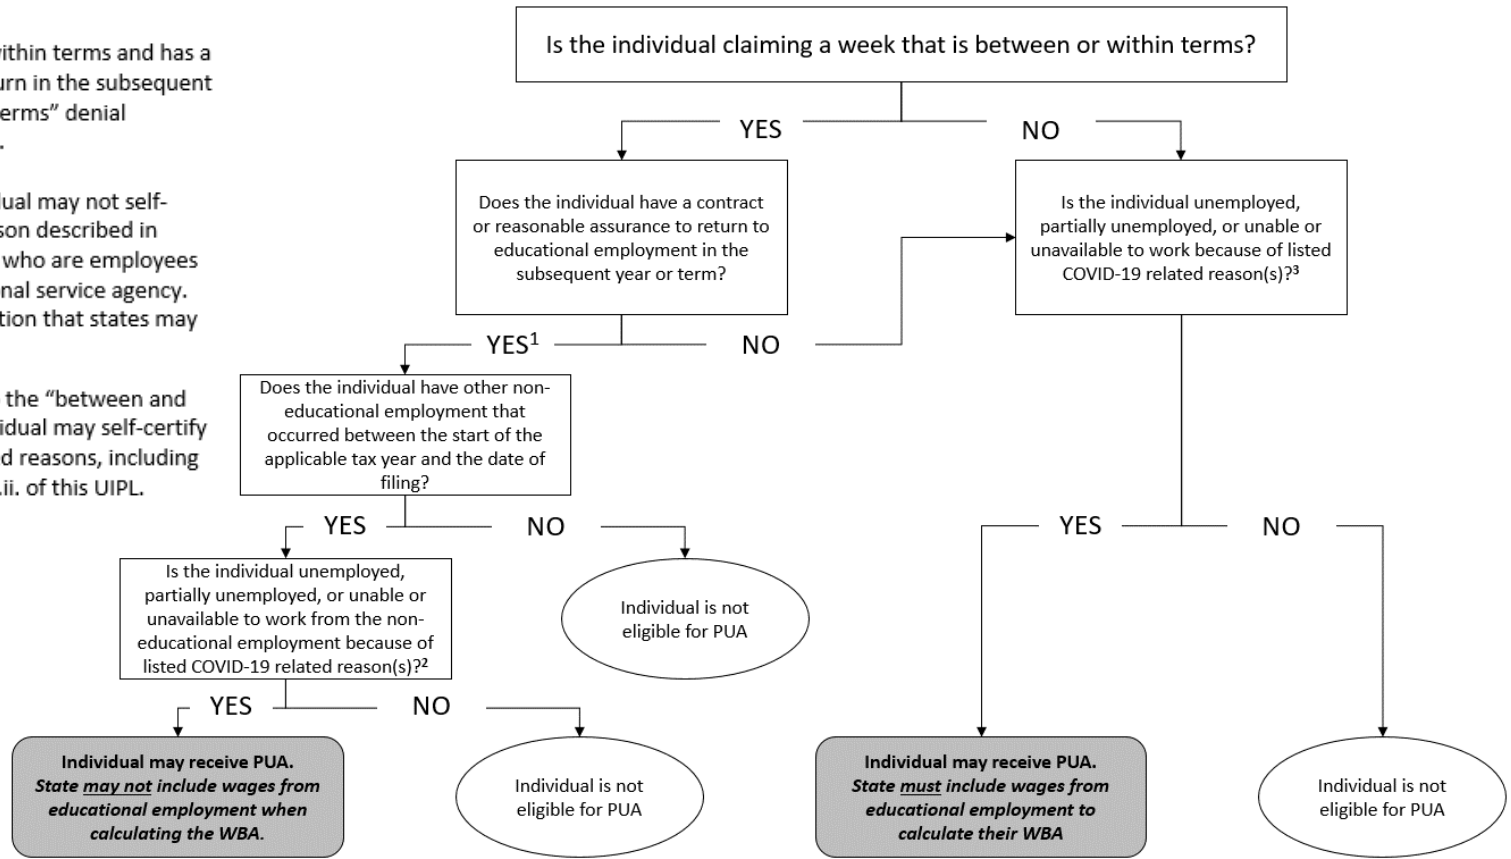 Is the individual claiming a week that is between or within terms?
ithin terms and has a
urn in the subsequent
erms” denial
.
YES
NO
Does the individual have a contract
or reasonable assurance to return to
educational employment in the
subsequent year or term?
Is the individual unemployed,
partially unemployed, or unable or
unavailable to work because of listed
COVID-19 related reason(s)?³
lual may not self-
son described in
who are employees
onal service agency.
tion that states may
YES¹
NO
Does the individual have other non-
educational employment that
occurred between the start of the
applicable tax year and the date of
filing?
the “between and
vidual may self-certify
d reasons, including
.ii. of this UIPL.
YES
NO
YES
NO
Is the individual unemployed,
partially unemployed, or unable or
unavailable to work from the non-
educational employment because of
listed COVID-19 related reason(s)?²
Individual is not
eligible for PUA
YES
NO
Individual may receive PUA.
State may not include wages from
educational employment when
calculating the WBA.
Individual is not
eligible for PUA
Individual may receive PUA.
State must include wages from
educational employment to
calculate their WBA
Individual is not
eligible for PUA